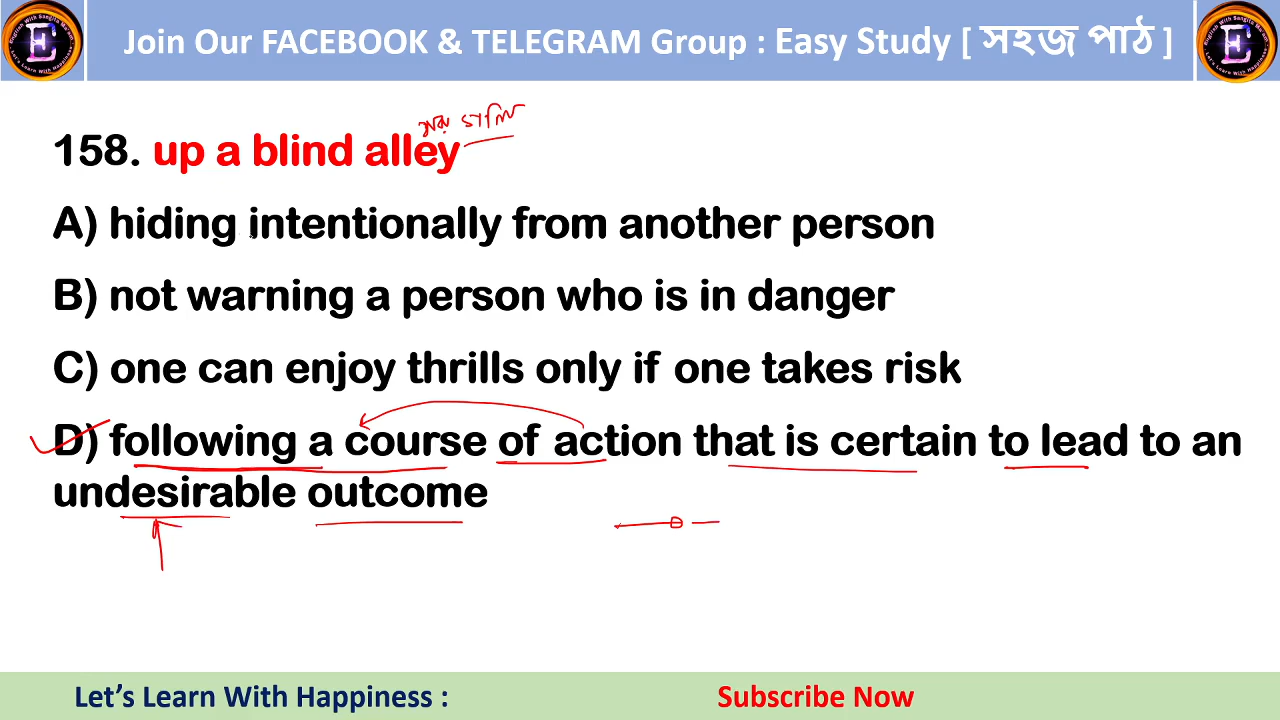 Join Our FACEBOOK & TELEGRAM Group : Easy Study [ সহজ পাঠ ]
E
E
সরু গলি
158. up a blind alley
A) hiding intentionally from another person
B) not warning a person who is in danger
C) one can enjoy thrills only if one takes risk
D) following a course of action that is certain to lead to an
undesirable outcome
Let's Learn With Happiness :
Subscribe Now